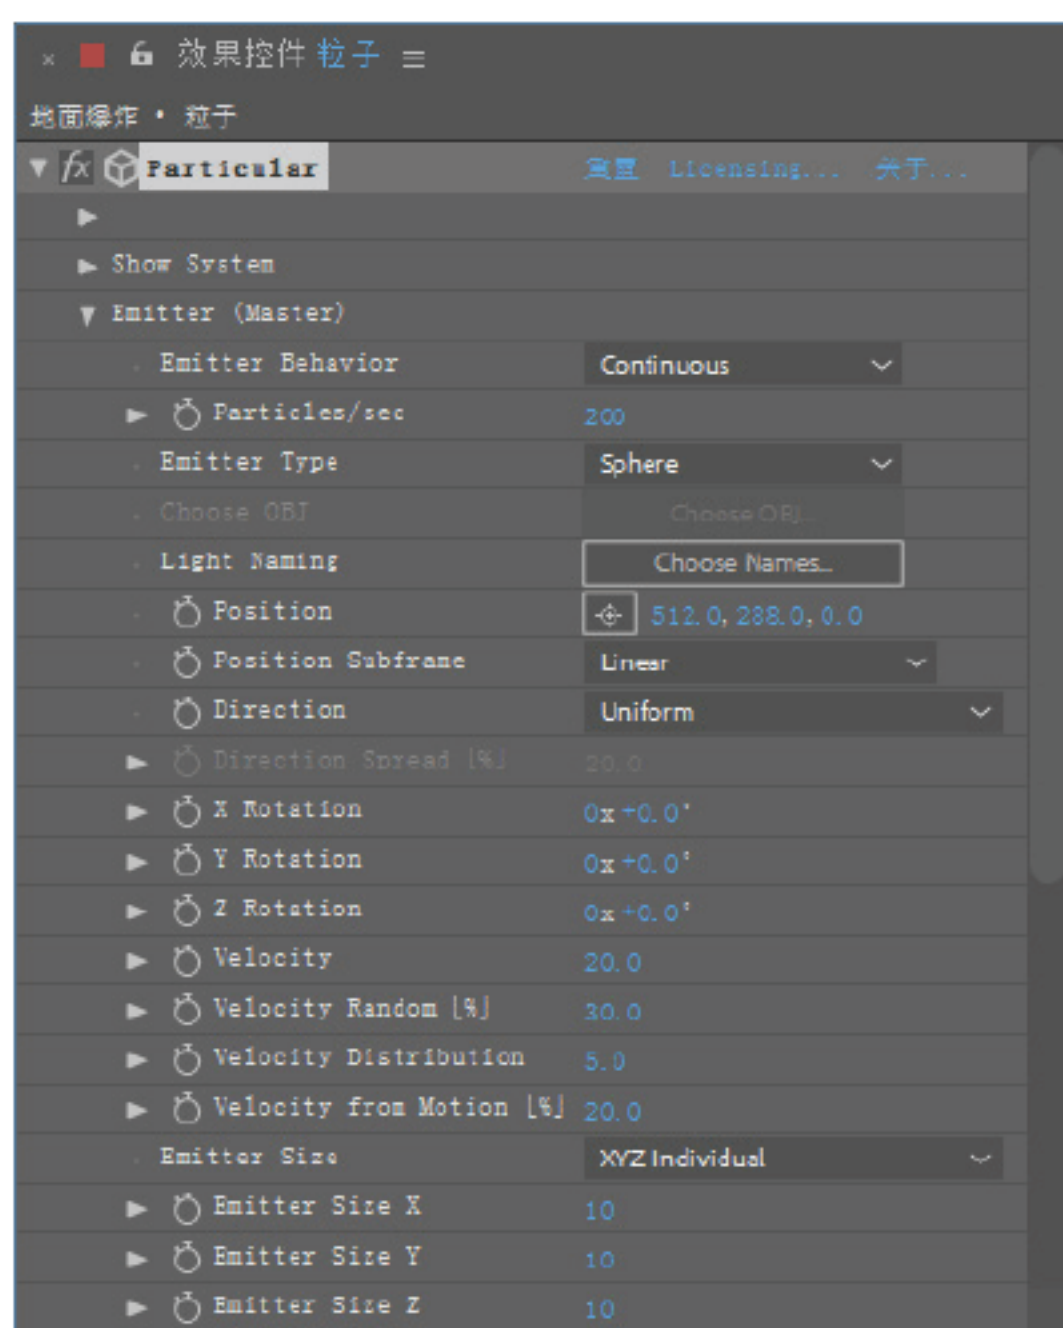 效果控件 粒子
地面爆炸 • 粒子
fx Particular 重置 Licensing... 关于...
Show System
Emitter (Master)
Emitter Behavior Continuous
Particles/sec 200
Emitter Type Sphere
Choose OBJ Choose OBJ...
Light Naming Choose Names...
Position 512.0, 288.0, 0.0
Position Subframe Linear
Direction Uniform
Direction Spread [%] 20.0
X Rotation 0x +0.0°
Y Rotation 0x +0.0°
Z Rotation 0x +0.0°
Velocity 20.0
Velocity Random [%] 30.0
Velocity Distribution 5.0
Velocity from Motion [%] 20.0
Emitter Size XYZ Individual
Emitter Size X 10
Emitter Size Y 10
Emitter Size Z 10